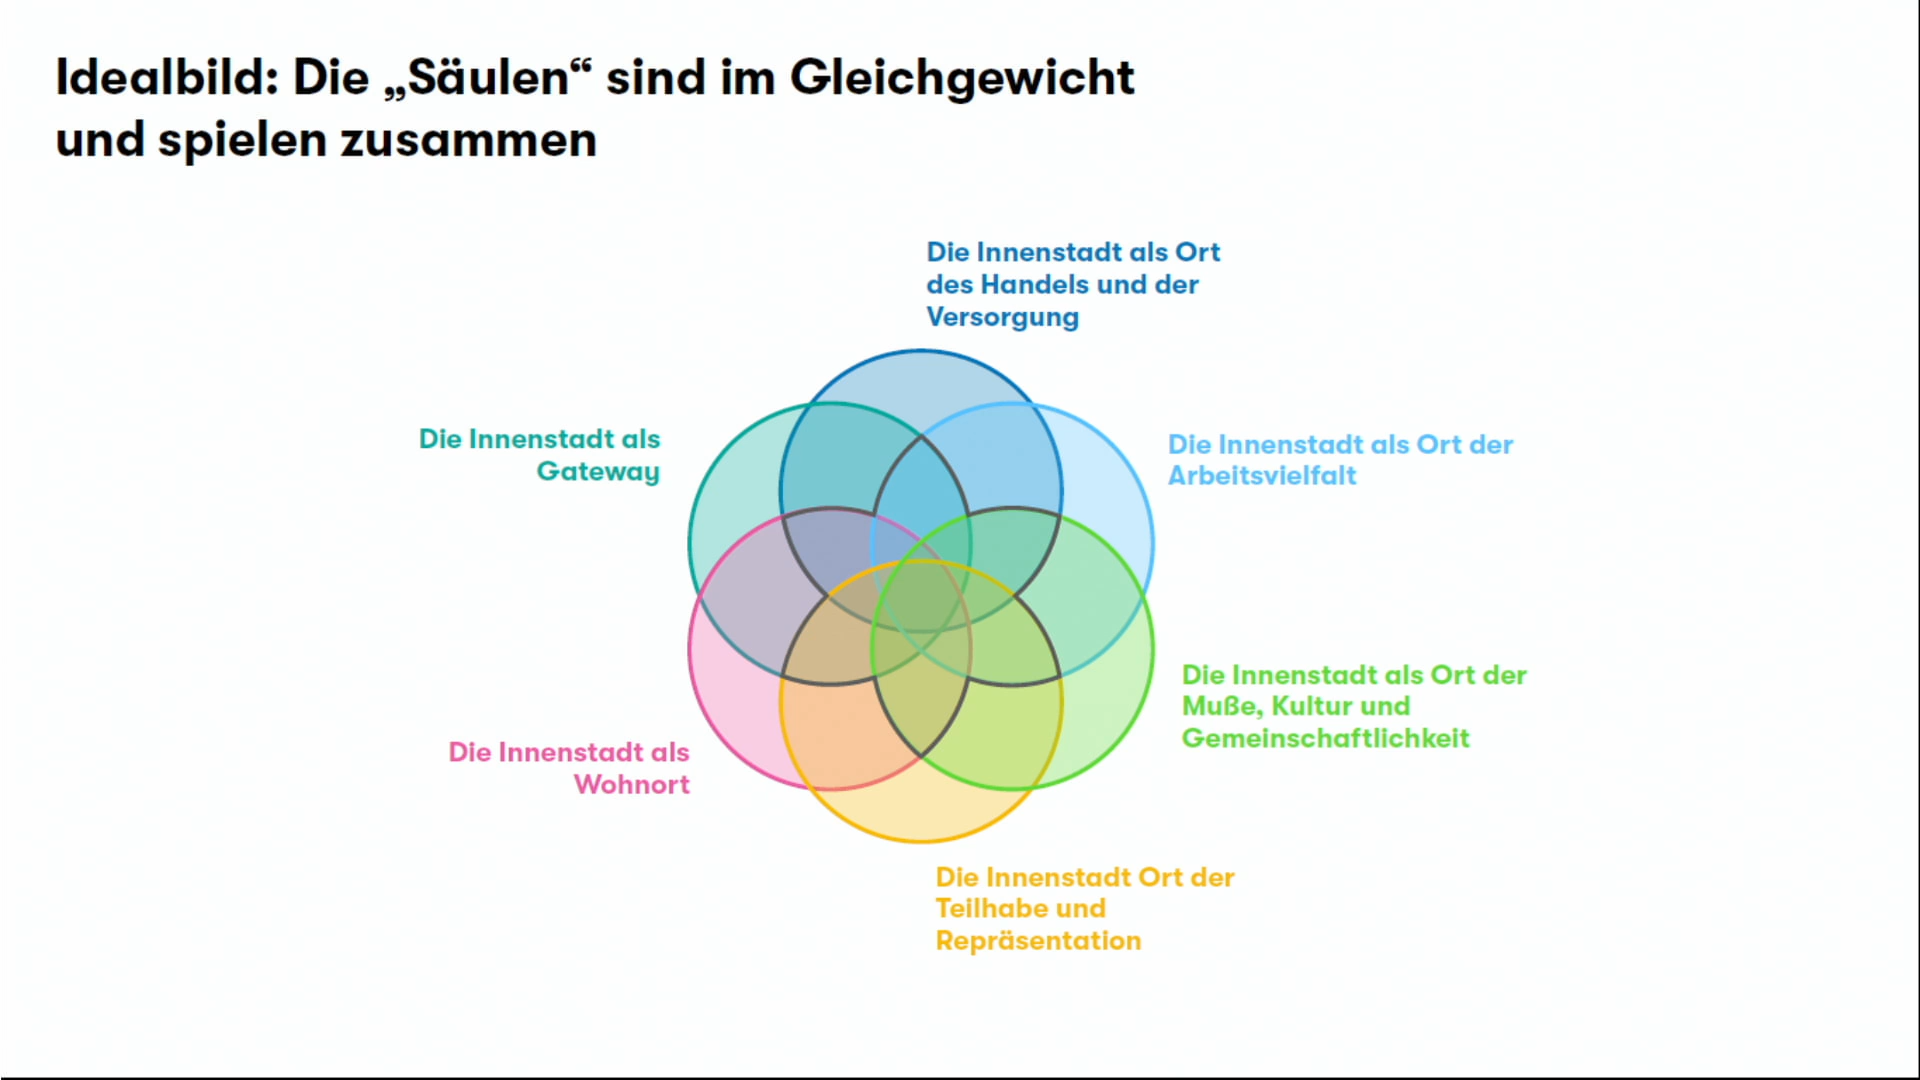 Idealbild: Die „Säulen“ sind im Gleichgewicht
und spielen zusammen
Die Innenstadt als Ort
des Handels und der
Versorgung
Die Innenstadt als
Gateway
Die Innenstadt als Ort der
Arbeitsvielfalt
Die Innenstadt als Ort der
Muße, Kultur und
Gemeinschaftlichkeit
Die Innenstadt als
Wohnort
Die Innenstadt Ort der
Teilhabe und
Repräsentation